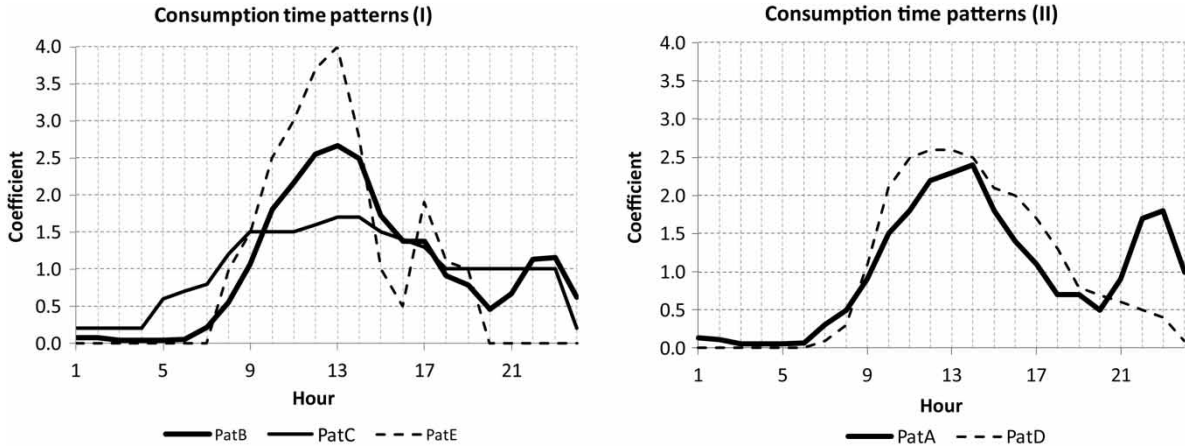 Consumption time patterns (I)
4.0
3.5
3.0
2.5
2.0
1.5
1.0
0.5
0.0
Coefficient
1 5 9 13 17 21
Hour
PatB PatC PatE
Consumption time patterns (II)
4.0
3.5
3.0
2.5
2.0
1.5
1.0
0.5
0.0
Coefficient
1 5 9 13 17 21
Hour
PatA PatD